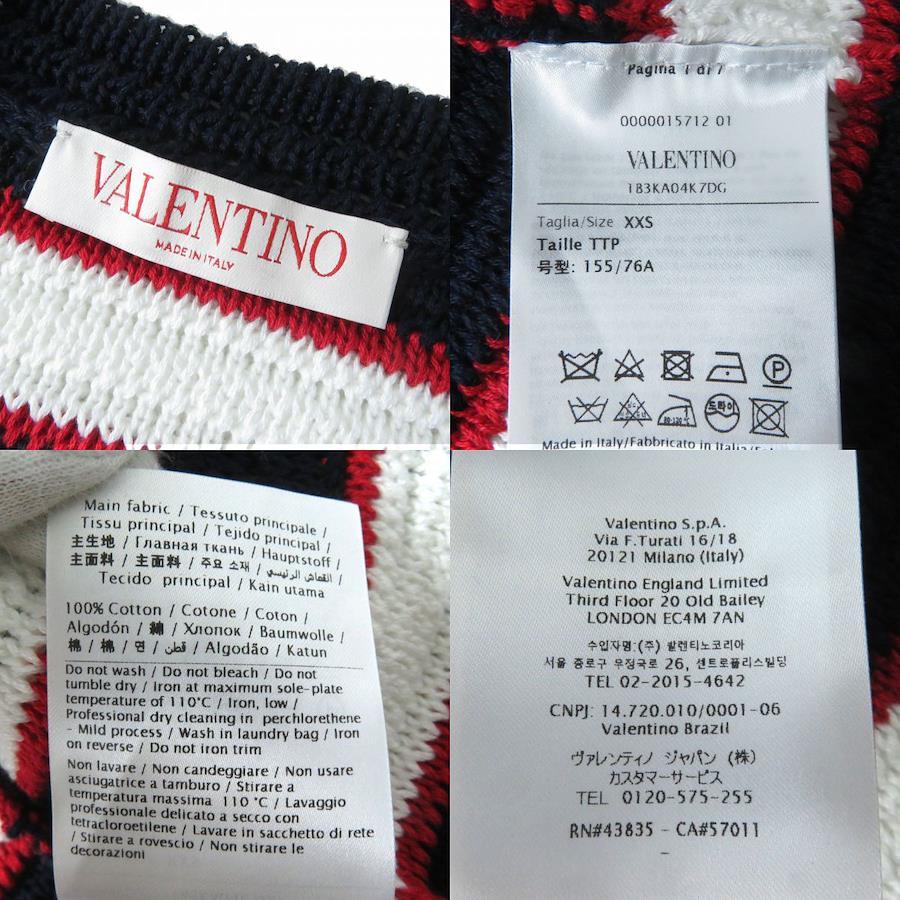 VALENTINO
MADE IN ITALY
Pagina 1 di 7
0000015712 01
VALENTINO
1B3KA04K7DG
Taglia/Size XXS
Taille TTP
号型: 155/76A
P
드라이
80-120℃
Made in Italy/Fabbricato in Italia/
Main fabric / Tessuto principale /
Tissu principal / Tejido principal /
主生地 / Главная ткань / Hauptstoff /
主面料 / 主面料 / 주요 소재 / القماش الرئيسي /
Tecido principal / Kain utama
100% Cotton / Cotone / Coton /
Algodón / 綿 / Хлопок / Baumwolle /
棉 / 棉 / 면 / قطن / Algodão / Katun
Do not wash / Do not bleach / Do not
tumble dry / Iron at maximum sole-plate
temperature of 110°C / Iron, low /
Professional dry cleaning in perchlorethene
- Mild process / Wash in laundry bag / Iron
on reverse / Do not iron trim
Non lavare / Non candeggiare / Non usare
asciugatrice a tamburo / Stirare a
temperatura massima 110 °C / Lavaggio
professionale delicato a secco con
tetracloroetilene / Lavare in sacchetto di rete
/ Stirare a rovescio / Non stirare le
decorazioni
Valentino S.p.A.
Via F.Turati 16/18
20121 Milano (Italy)
Valentino England Limited
Third Floor 20 Old Bailey
LONDON EC4M 7AN
수입자명:(주) 발렌티노코리아
서울 중로구 우정국로 26, 센트로폴리스빌딩
TEL 02-2015-4642
CNPJ: 14.720.010/0001-06
Valentino Brazil
ヴァレンティノ ジャパン (株)
カスタマーサービス
TEL 0120-575-255
RN#43835 - CA#57011